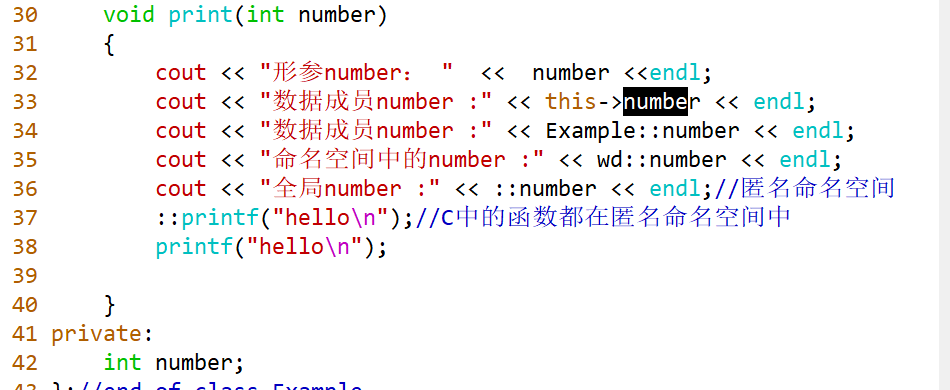 30 void print(int number)
31 {
32 cout << "形参number： " << number <<endl;
33 cout << "数据成员number :" << this->number << endl;
34 cout << "数据成员number :" << Example::number << endl;
35 cout << "命名空间中的number :" << wd::number << endl;
36 cout << "全局number :" << ::number << endl;//匿名命名空间
37 ::printf("hello\n");//C中的函数都在匿名命名空间中
38 printf("hello\n");
39
40 }
41 private:
42 int number;
43 };//end of class Example